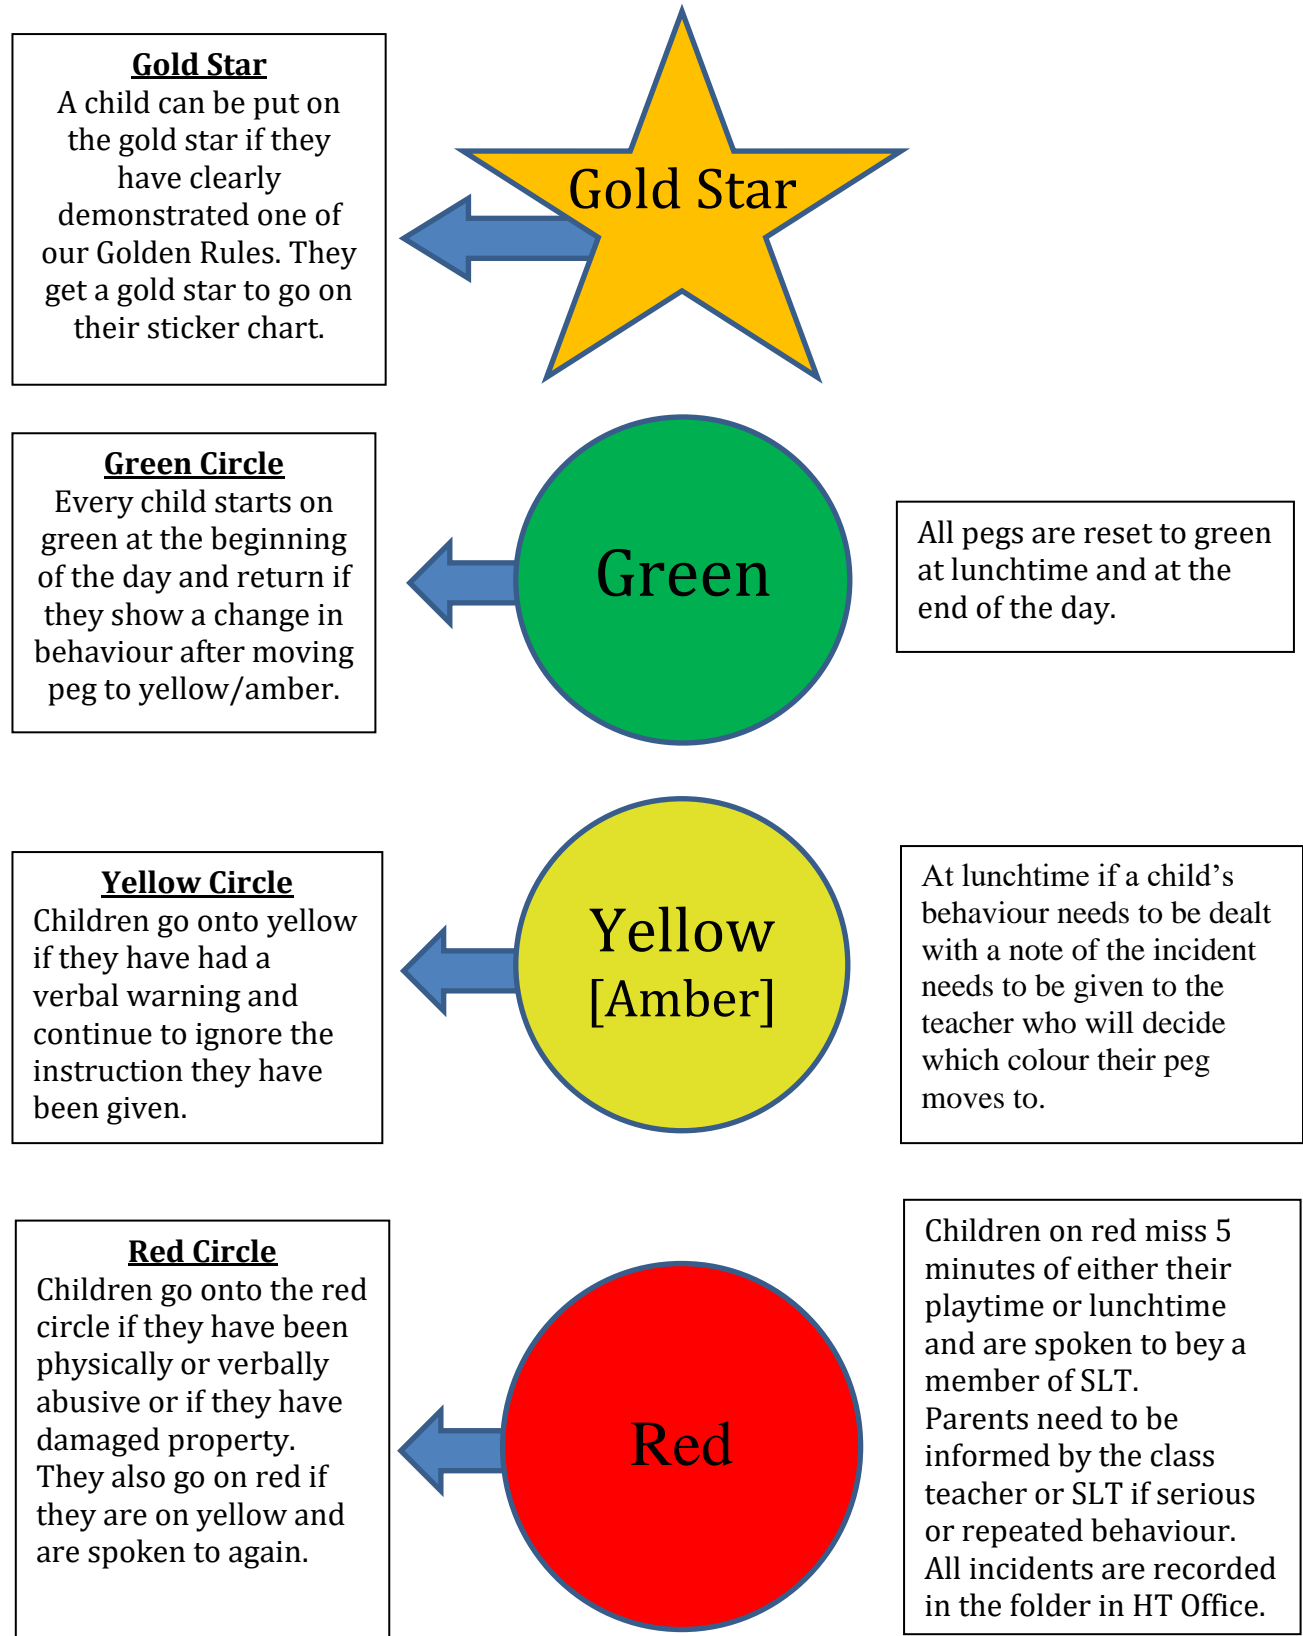 Gold Star
A child can be put on
the gold star if they
have clearly
demonstrated one of
our Golden Rules. They
get a gold star to go on
their sticker chart.
Gold Star
Green Circle
Every child starts on
green at the beginning
of the day and return if
they show a change in
behaviour after moving
peg to yellow/amber.
Green
All pegs are reset to green
at lunchtime and at the
end of the day.
Yellow Circle
Children go onto yellow
if they have had a
verbal warning and
continue to ignore the
instruction they have
been given.
Yellow
[Amber]
At lunchtime if a child’s
behaviour needs to be dealt
with a note of the incident
needs to be given to the
teacher who will decide
which colour their peg
moves to.
Red Circle
Children go onto the red
circle if they have been
physically or verbally
abusive or if they have
damaged property.
They also go on red if
they are on yellow and
are spoken to again.
Red
Children on red miss 5
minutes of either their
playtime or lunchtime
and are spoken to bey a
member of SLT.
Parents need to be
informed by the class
teacher or SLT if serious
or repeated behaviour.
All incidents are recorded
in the folder in HT Office.